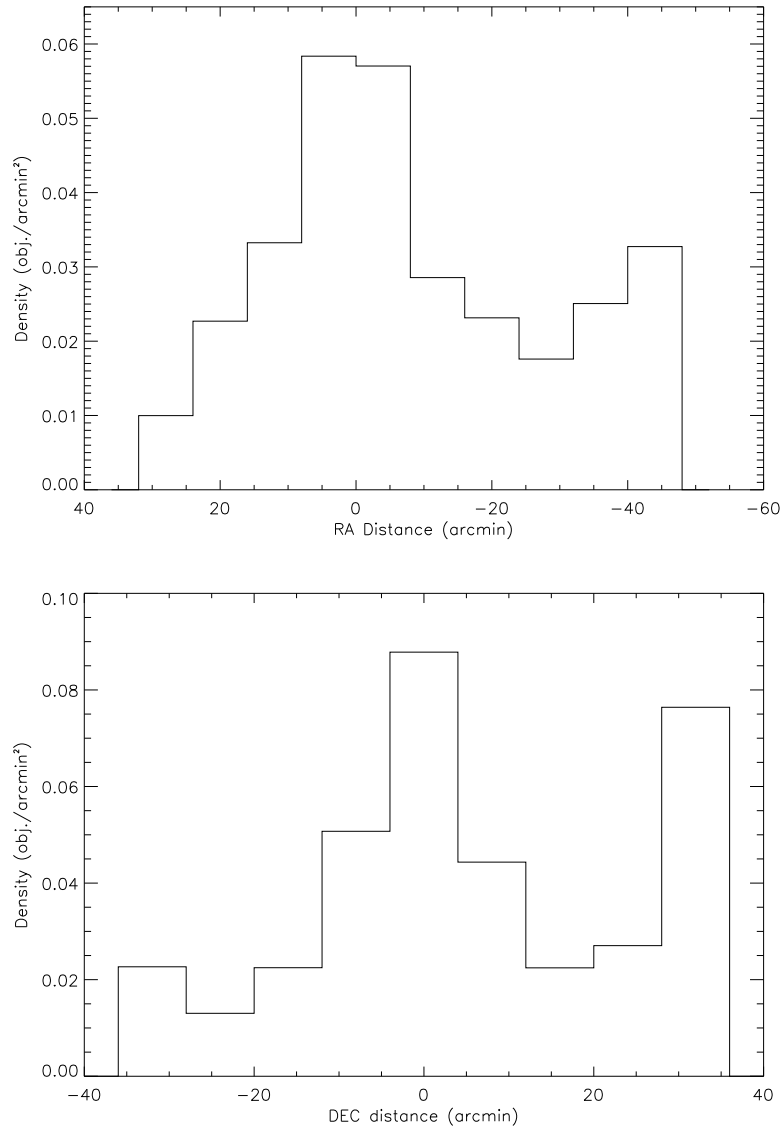 0.06
0.05
0.04
0.03
0.02
0.01
0.00
Density (obj./arcmin²)
40 20 0 −20 −40 −60
RA Distance (arcmin)
0.10
0.08
0.06
0.04
0.02
0.00
Density (obj./arcmin²)
−40 −20 0 20 40
DEC distance (arcmin)